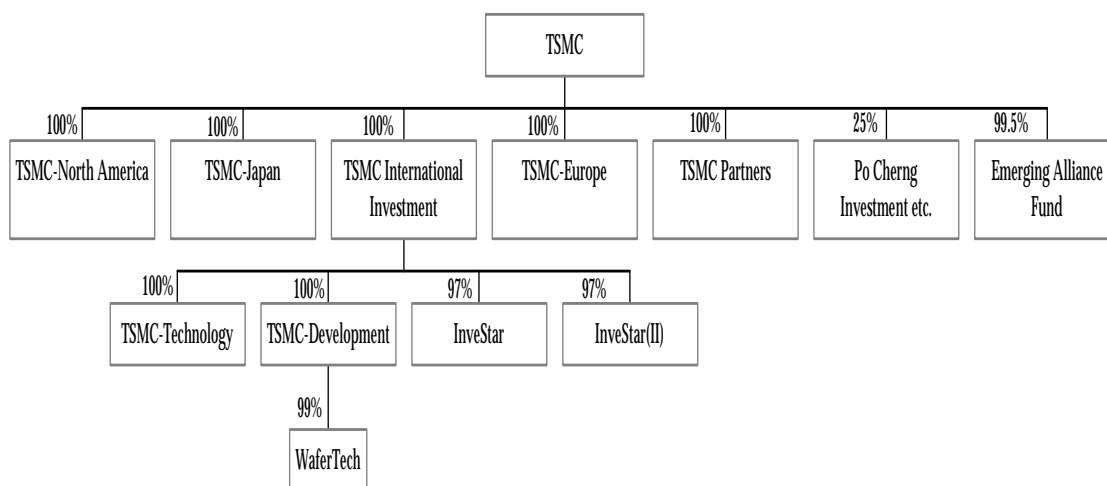 TSMC
100%
100%
100%
100%
100%
25%
99.5%
TSMC-North America
TSMC-Japan
TSMC International
Investment
TSMC-Europe
TSMC Partners
Po Cherng
Investment etc.
Emerging Alliance
Fund
100%
100%
97%
97%
TSMC-Technology
TSMC-Development
InveStar
InveStar(II)
99%
WaferTech